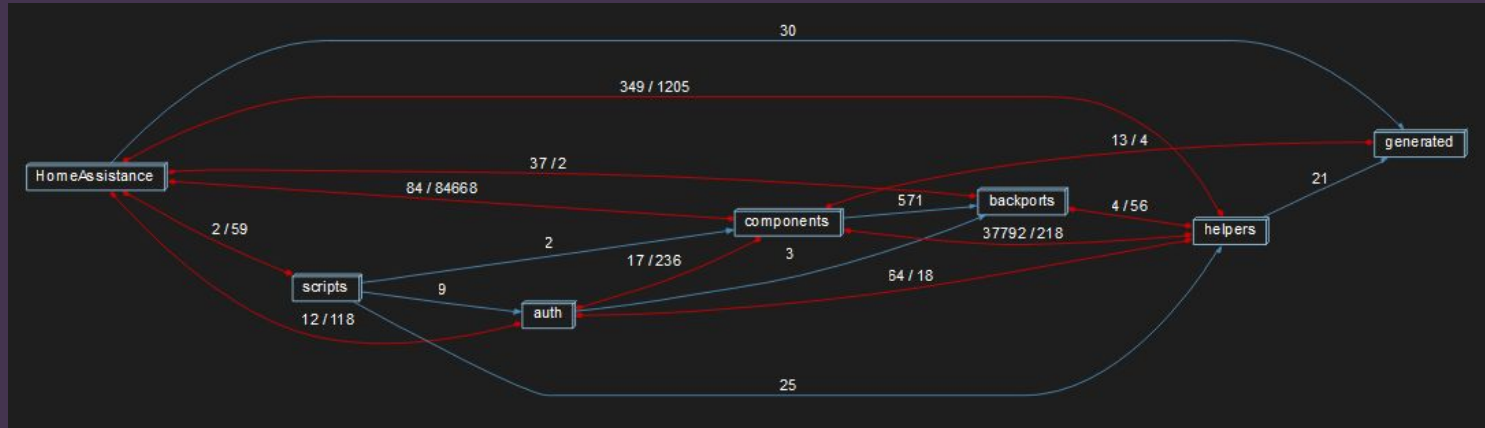 30
349 / 1205
13 / 4
generated
HomeAssistance
37 / 2
21
84 / 84668
571
backports
4 / 56
components
helpers
2 / 59
2
37792 / 218
3
17 / 236
64 / 18
scripts
9
auth
12 / 118
25